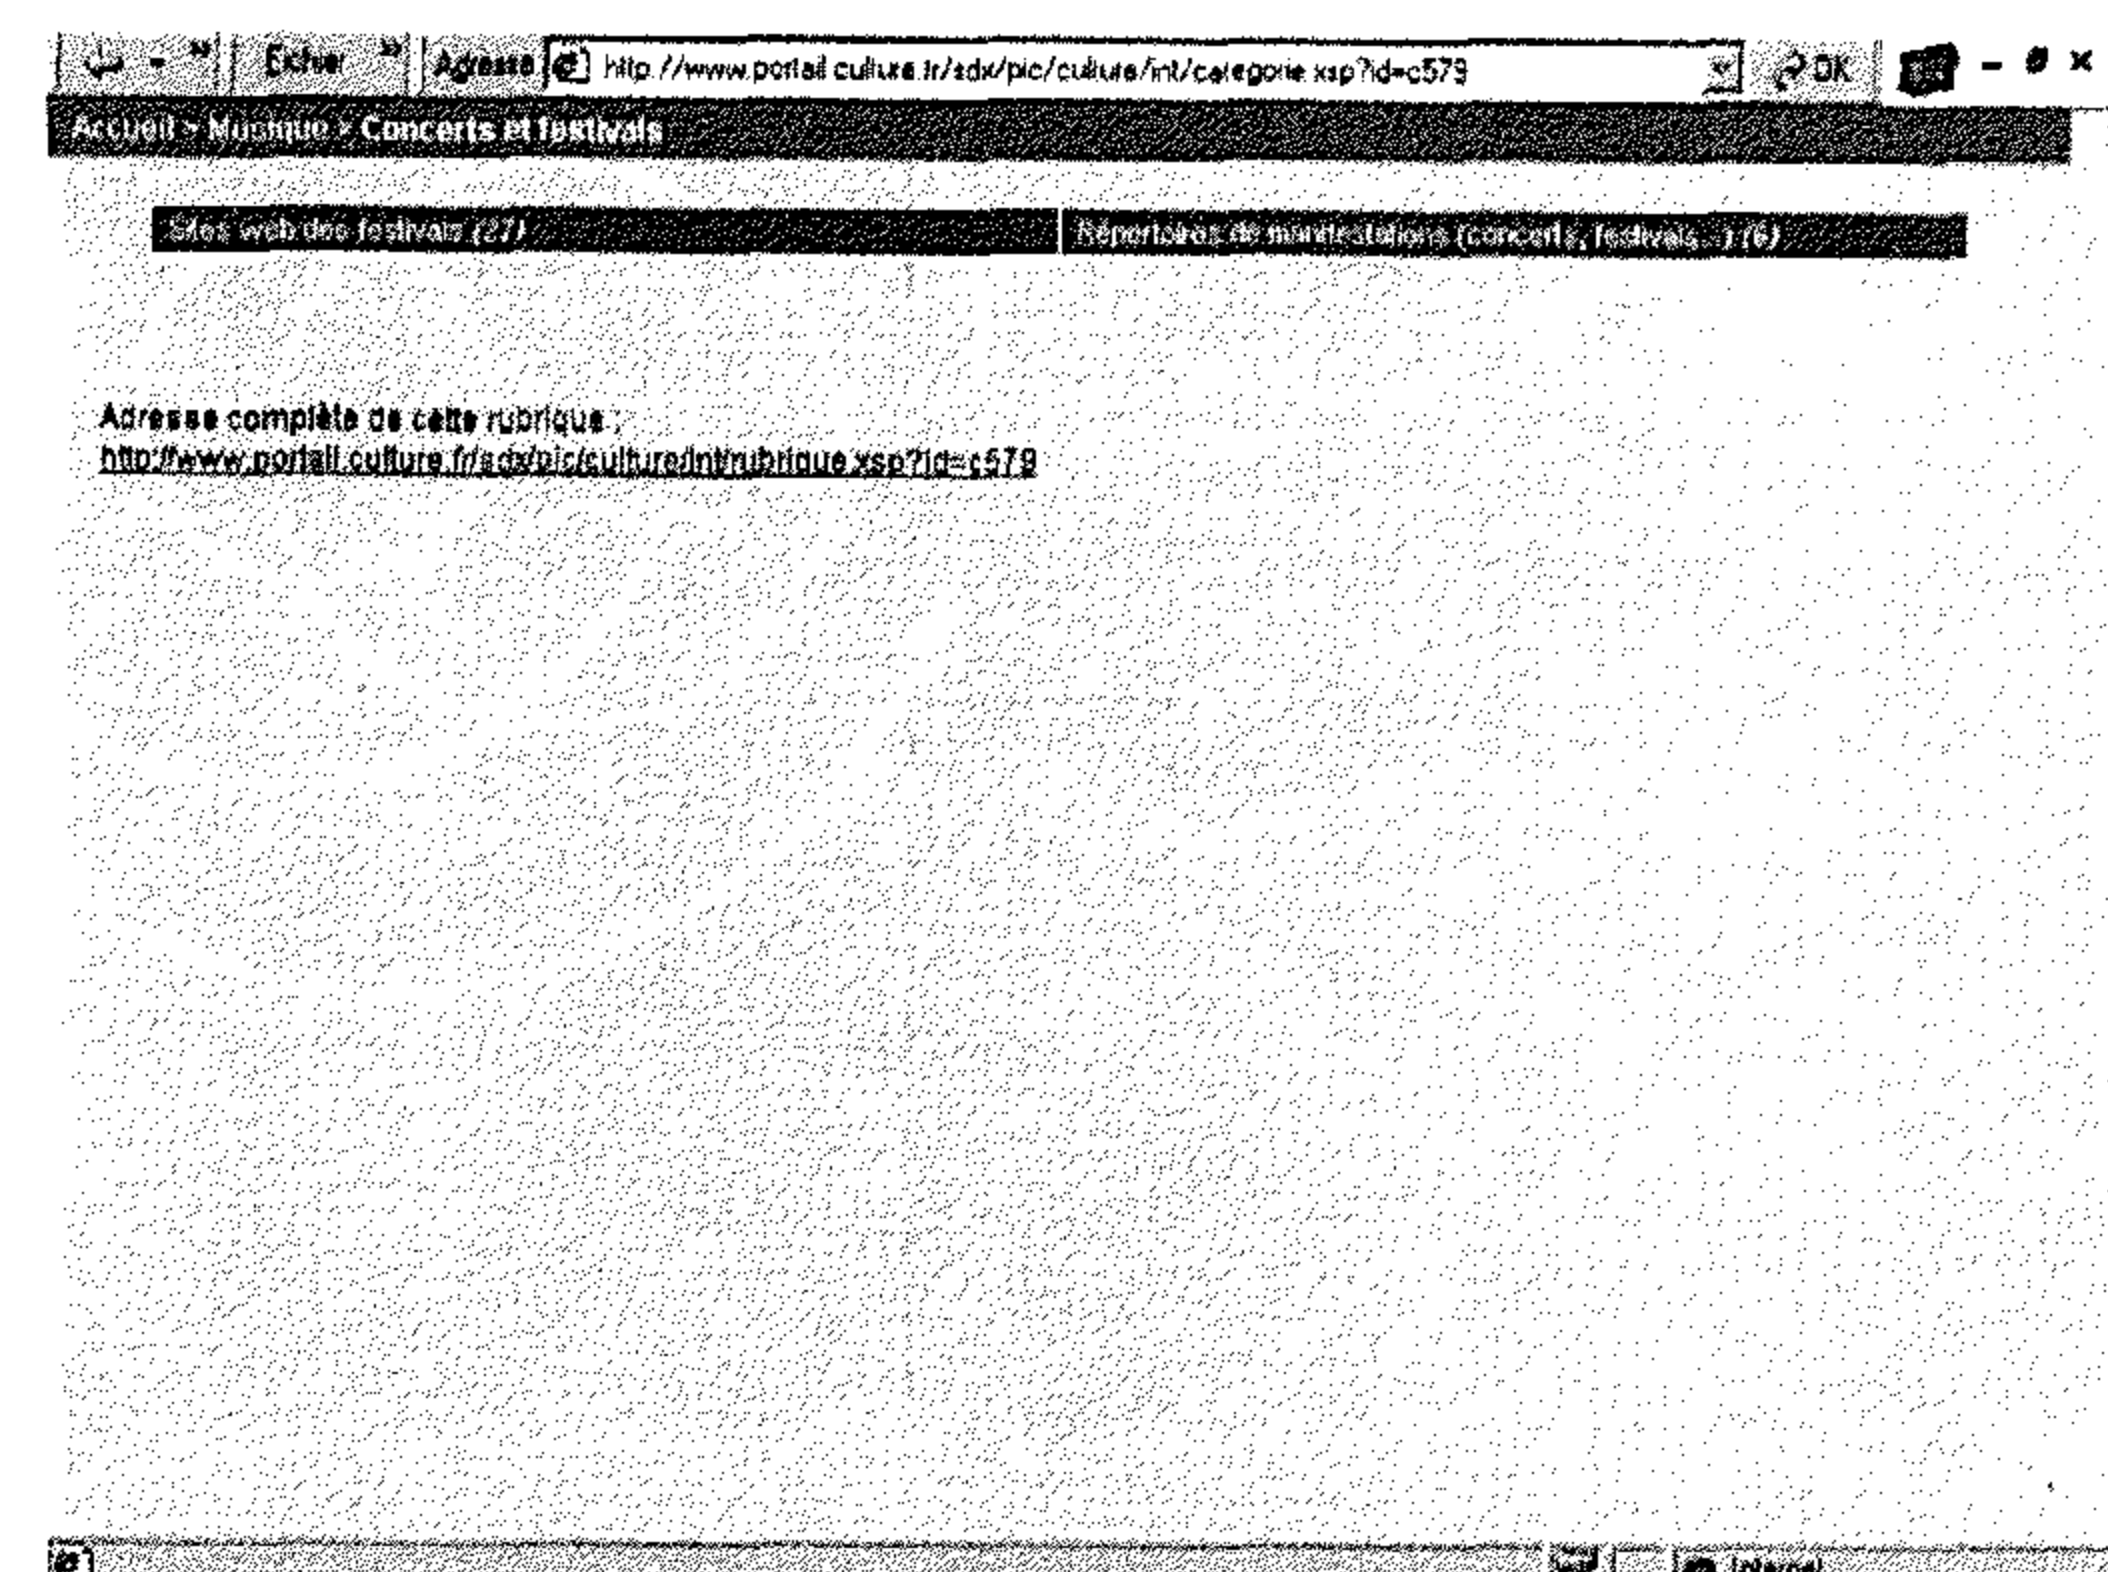 Fichier » Adresse http://www.portail.culture.fr/sdx/pic/culture/int/categorie.xsp?id=c579 OK
Accueil > Musique > Concerts et festivals
Sites web des festivals (27) Répertoires de manifestations (concerts, festivals...) (6)
Adresse complète de cette rubrique :
http://www.portail.culture.fr/sdx/pic/culture/int/rubrique.xsp?id=c579
Internet